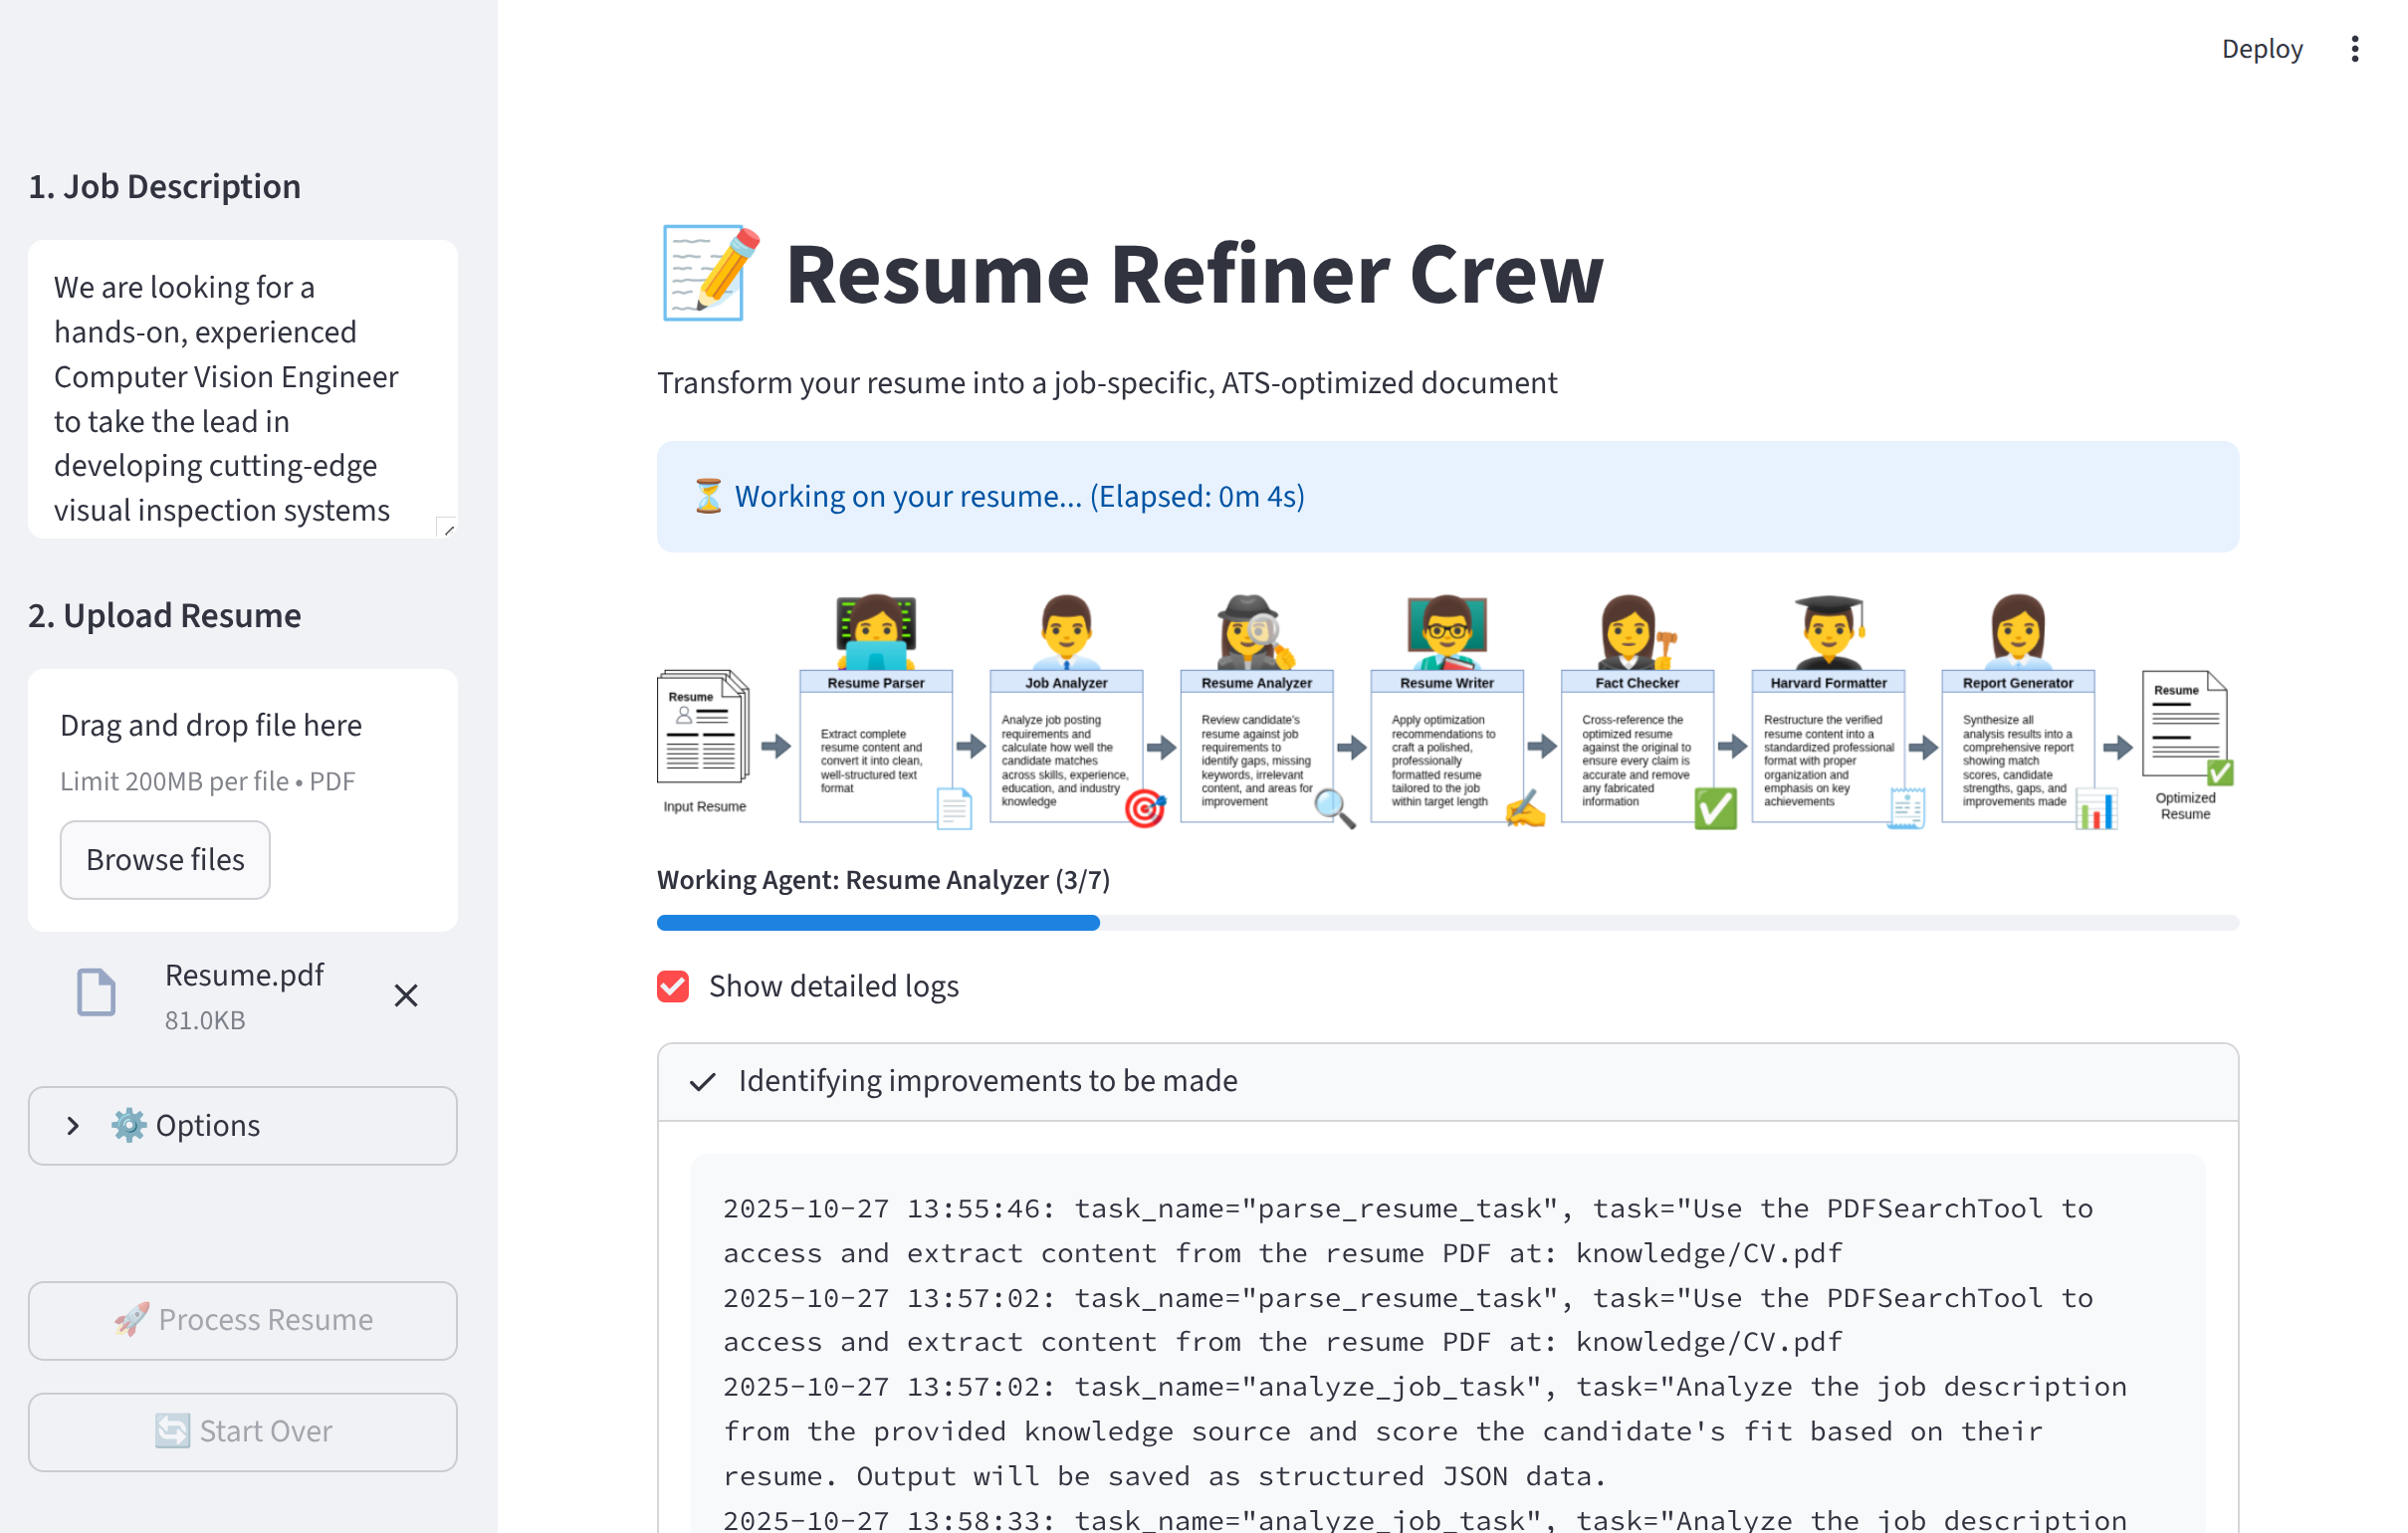 Deploy
1. Job Description
We are looking for a
hands-on, experienced
Computer Vision Engineer
to take the lead in
developing cutting-edge
visual inspection systems
2. Upload Resume
Drag and drop file here
Limit 200MB per file • PDF
Browse files
Resume.pdf
81.0KB
Options
Process Resume
Start Over
Resume Refiner Crew
Transform your resume into a job-specific, ATS-optimized document
Working on your resume... (Elapsed: 0m 4s)
Resume
Input Resume
Resume Parser
Extract complete
resume content and
convert it into clean,
well-structured text
format
Job Analyzer
Analyze job posting
requirements and
calculate how well the
candidate matches
across skills, experience,
education, and industry
knowledge
Resume Analyzer
Review candidate's
resume against job
requirements to
identify gaps, missing
keywords, irrelevant
content, and areas for
improvement
Resume Writer
Apply optimization
recommendations to
craft a polished,
professionally
formatted resume
tailored to the job
within target length
Fact Checker
Cross-reference the
optimized resume
against the original to
ensure every claim is
accurate and remove
any fabricated
information
Harvard Formatter
Restructure the verified
resume content into a
standardized professional
format with proper
organization and
emphasis on key
achievements
Report Generator
Synthesize all
analysis results into a
comprehensive report
showing match
scores, candidate
strengths, gaps, and
improvements made
Resume
Optimized
Resume
Working Agent: Resume Analyzer (3/7)
Show detailed logs
Identifying improvements to be made
2025-10-27 13:55:46: task_name="parse_resume_task", task="Use the PDFSearchTool to
access and extract content from the resume PDF at: knowledge/CV.pdf
2025-10-27 13:57:02: task_name="parse_resume_task", task="Use the PDFSearchTool to
access and extract content from the resume PDF at: knowledge/CV.pdf
2025-10-27 13:57:02: task_name="analyze_job_task", task="Analyze the job description
from the provided knowledge source and score the candidate's fit based on their
resume. Output will be saved as structured JSON data.
2025-10-27 13:58:33: task_name="analyze_job_task", task="Analyze the job description